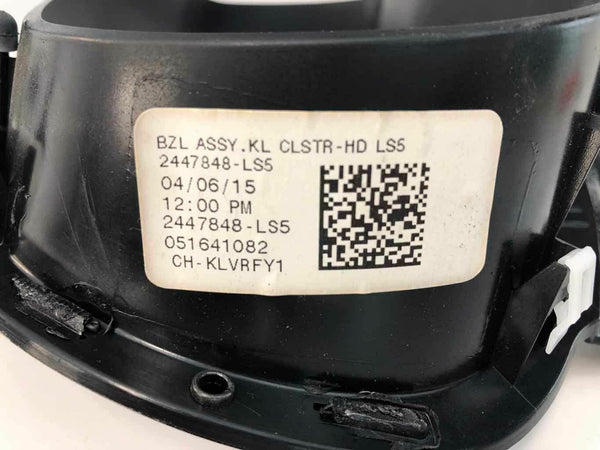 BZL ASSY.KL CLSTR-HD LS5
2447848-LS5
04/06/15
12:00 PM
2447848-LS5
051641082
CH-KLVRFY1